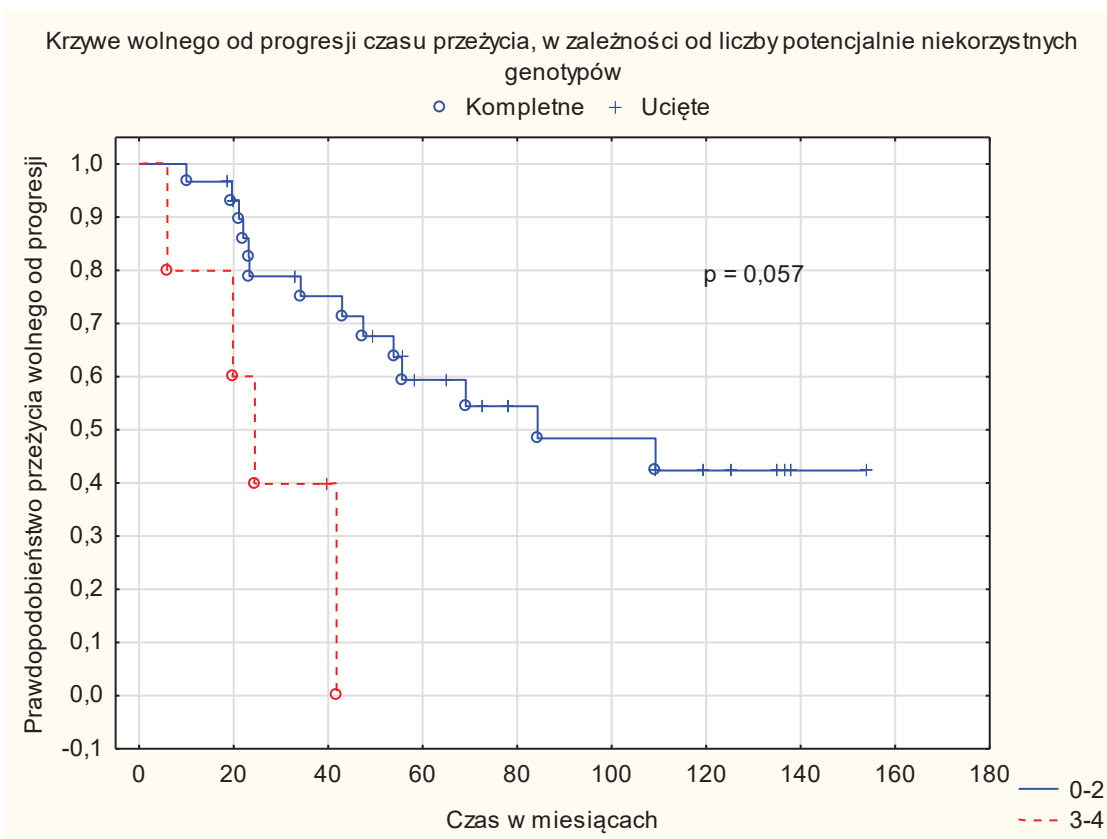 Krzywe wolnego od progresji czasu przeżycia, w zależności od liczby potencjalnie niekorzystnych
genotypów
Kompletne + Ucięte
Prawdopodobieństwo przeżycia wolnego od progresji
1,0
0,9
0,8
0,7
0,6
0,5
0,4
0,3
0,2
0,1
0,0
-0,1
p = 0,057
0 20 40 60 80 100 120 140 160 180
Czas w miesiącach
0-2
3-4